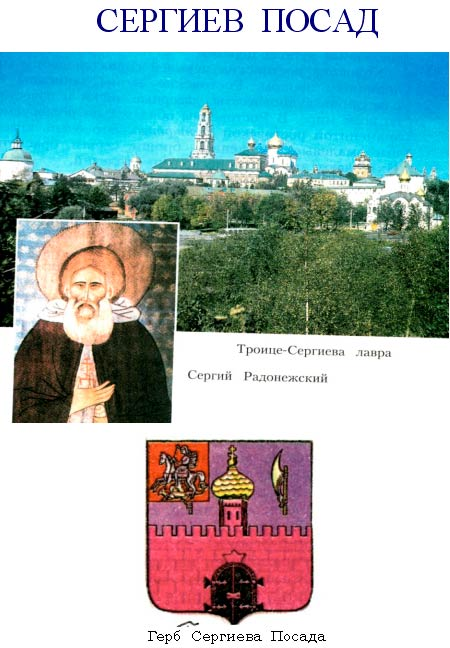 СЕРГИЕВ ПОСАД
Троице-Сергиева лавра
Сергий Радонежский
Герб Сергиева Посада